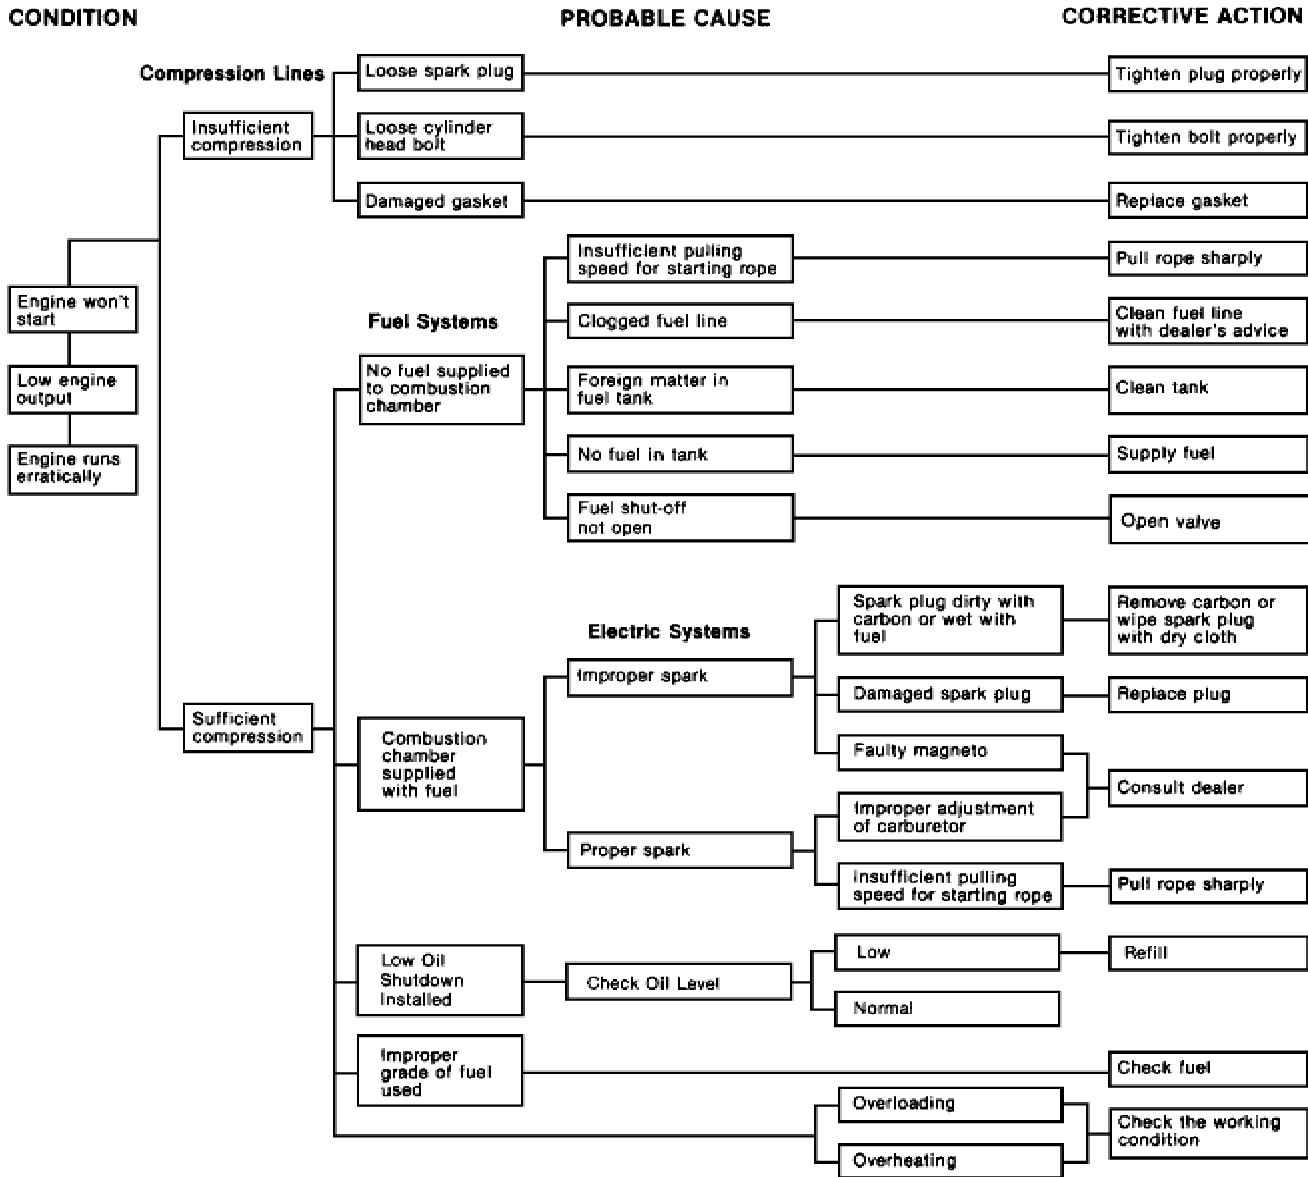 CONDITION
PROBABLE CAUSE
CORRECTIVE ACTION
Compression Lines
Loose spark plug
Tighten plug properly
Insufficient
compression
Loose cylinder
head bolt
Tighten bolt properly
Damaged gasket
Replace gasket
Engine won't
start
Low engine
output
Engine runs
erratically
Fuel Systems
No fuel supplied
to combustion
chamber
Insufficient pulling
speed for starting rope
Pull rope sharply
Clogged fuel line
Clean fuel line
with dealer's advice
Foreign matter in
fuel tank
Clean tank
No fuel in tank
Supply fuel
Fuel shut-off
not open
Open valve
Sufficient
compression
Combustion
chamber
supplied
with fuel
Electric Systems
Improper spark
Spark plug dirty with
carbon or wet with
fuel
Remove carbon or
wipe spark plug
with dry cloth
Damaged spark plug
Replace plug
Faulty magneto
Consult dealer
Proper spark
Improper adjustment
of carburetor
Insufficient pulling
speed for starting rope
Pull rope sharply
Low Oil
Shutdown
Installed
Check Oil Level
Low
Refill
Normal
Improper
grade of fuel
used
Check fuel
Overloading
Overheating
Check the working
condition